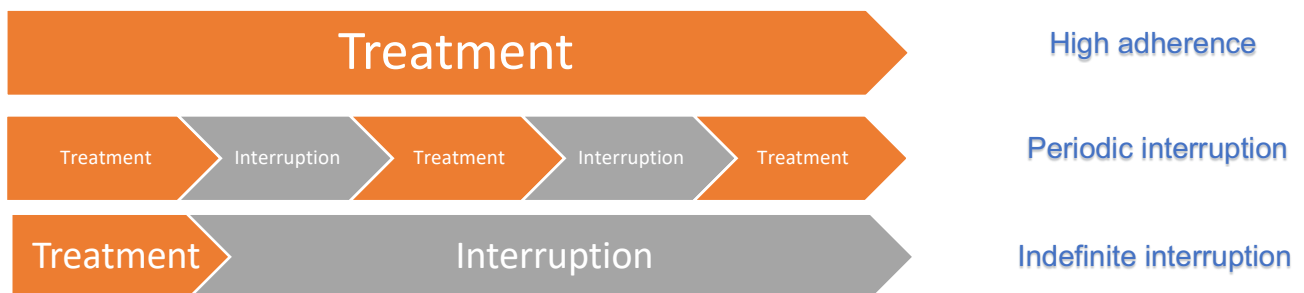 Treatment High adherence
Treatment Interruption Treatment Interruption Treatment Periodic interruption
Treatment Interruption Indefinite interruption